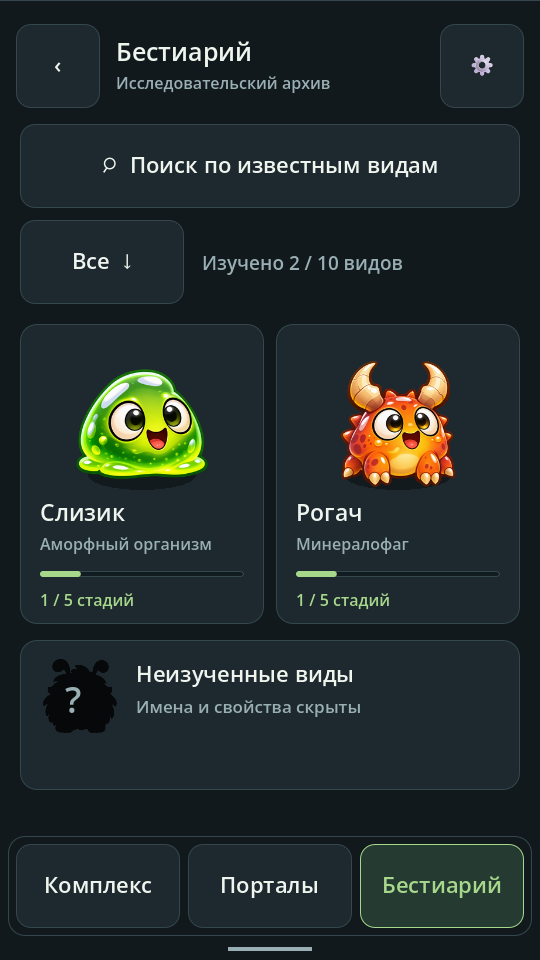 ‹
Бестиарий
Исследовательский архив
Поиск по известным видам
Все ↓
Изучено 2 / 10 видов
Слизик
Аморфный организм
1 / 5 стадий
Рогач
Минералофаг
1 / 5 стадий
?
Неизученные виды
Имена и свойства скрыты
Комплекс
Порталы
Бестиарий